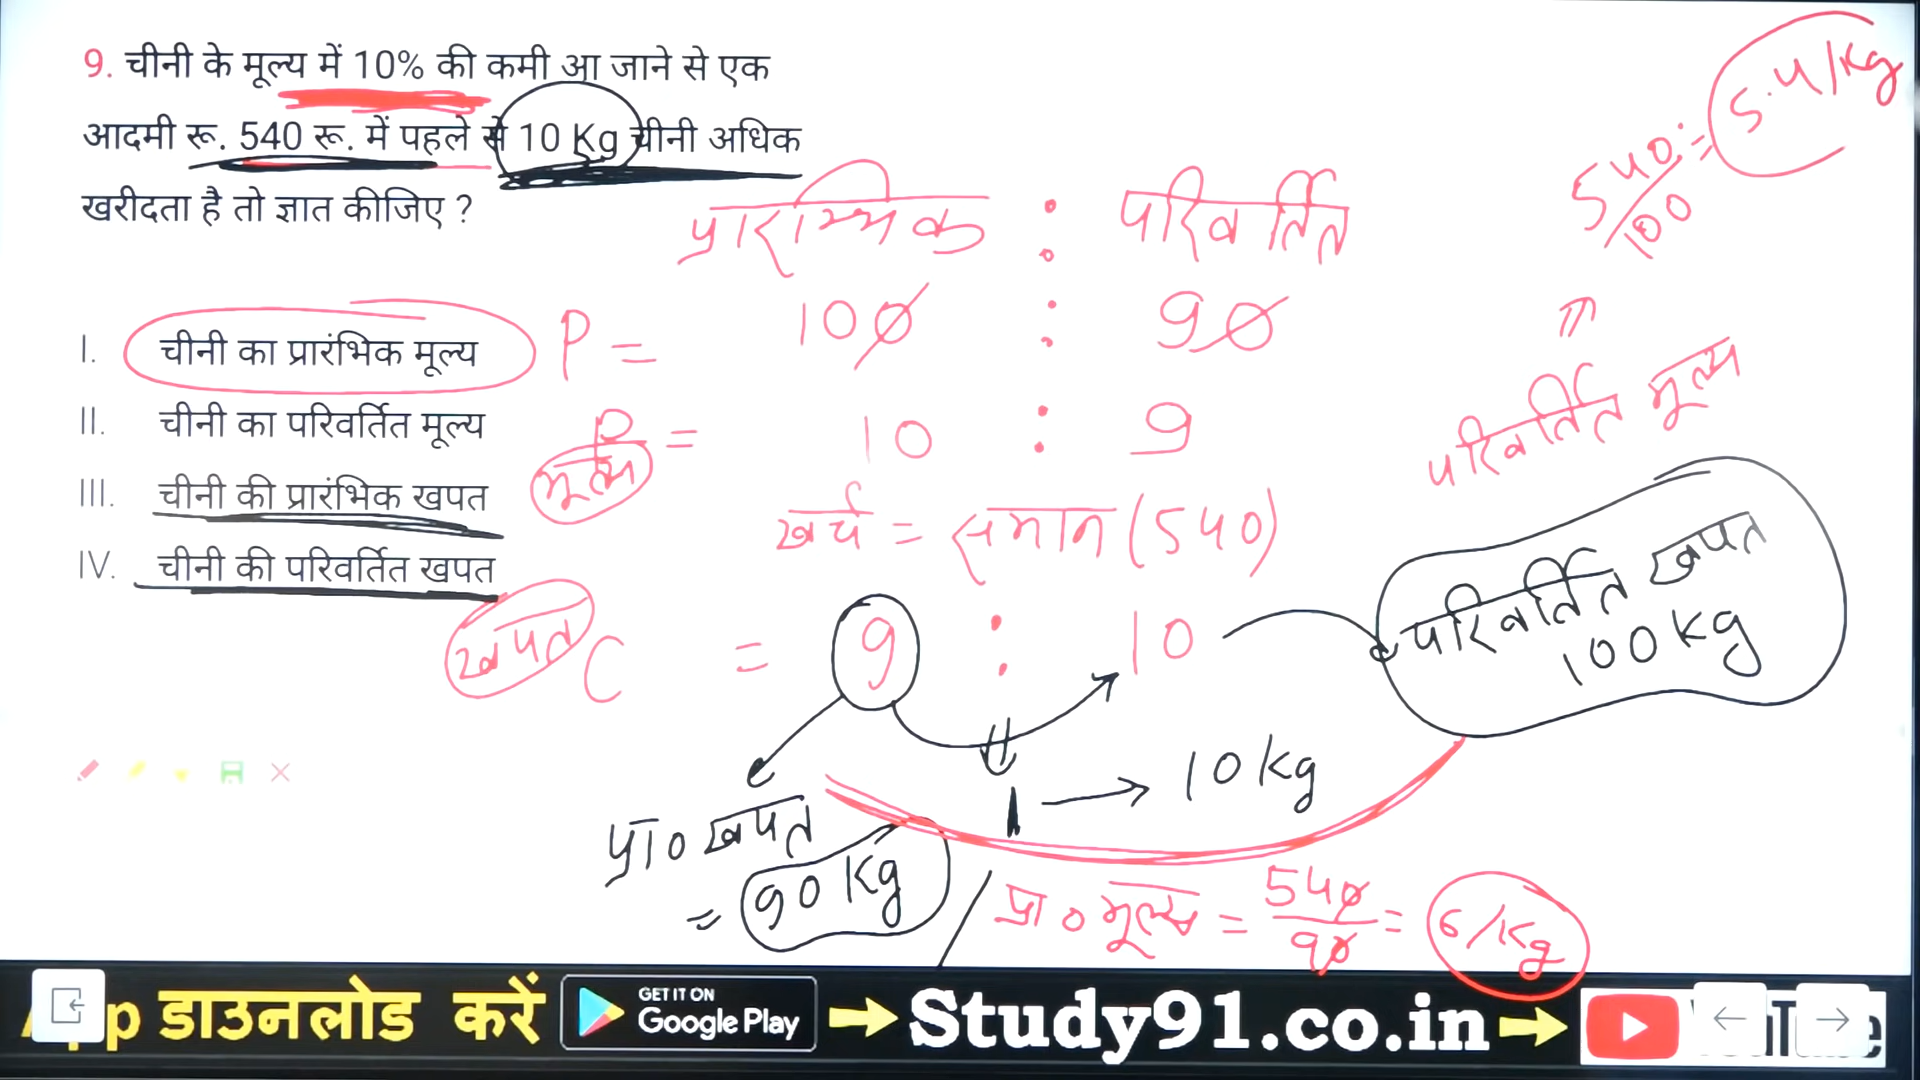 9. चीनी के मूल्य में 10% की कमी आ जाने से एक
आदमी रू. 540 रू. में पहले से 10 Kg चीनी अधिक
खरीदता है तो ज्ञात कीजिए ?
I. चीनी का प्रारंभिक मूल्य
II. चीनी का परिवर्तित मूल्य
III. चीनी की प्रारंभिक खपत
IV. चीनी की परिवर्तित खपत
प्रारम्भिक : परिवर्तित
P = 100 : 90
P = 10 : 9
मूल्य
खर्च = समान (540)
खपत C = 9 : 10
1 → 10 kg
प्रा० खपत
= 90 Kg
परिवर्तित खपत
100 kg
प्रा० मूल्य = 540/90 = 6/Kg
परिवर्तित मूल्य
540/100 = 5.4/Kg
App डाउनलोड करें
GET IT ON
Google Play
Study91.co.in